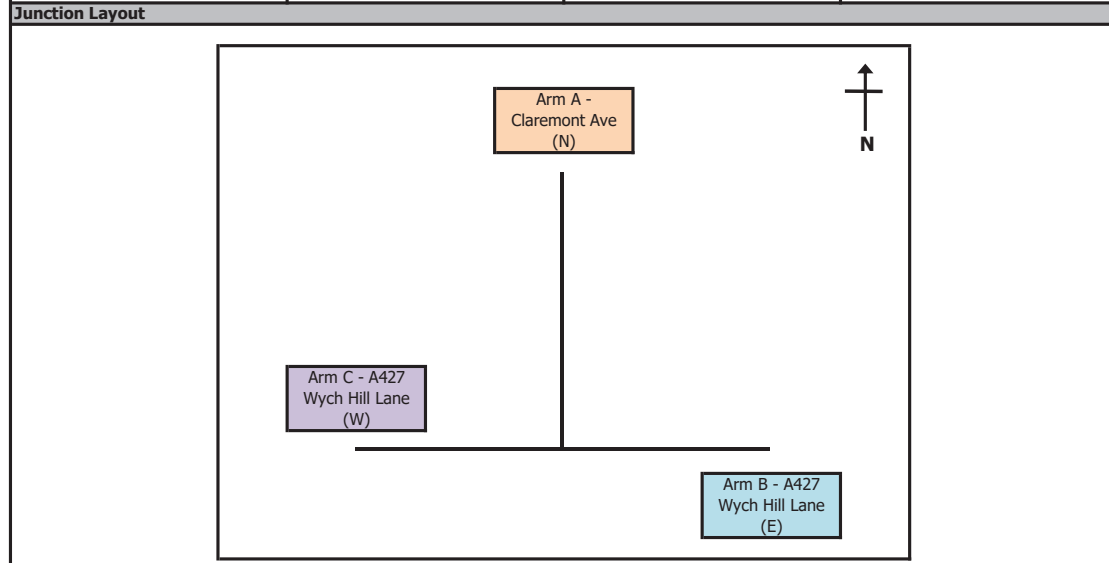 Junction Layout
Arm A -
Claremont Ave
(N)
N
Arm C - A427
Wych Hill Lane
(W)
Arm B - A427
Wych Hill Lane
(E)